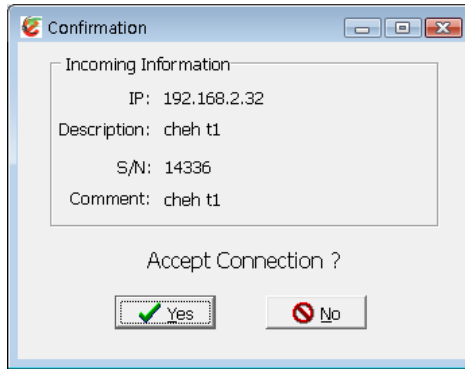 Confirmation
Incoming Information
IP: 192.168.2.32
Description: cheh t1
S/N: 14336
Comment: cheh t1
Accept Connection ?
Yes No